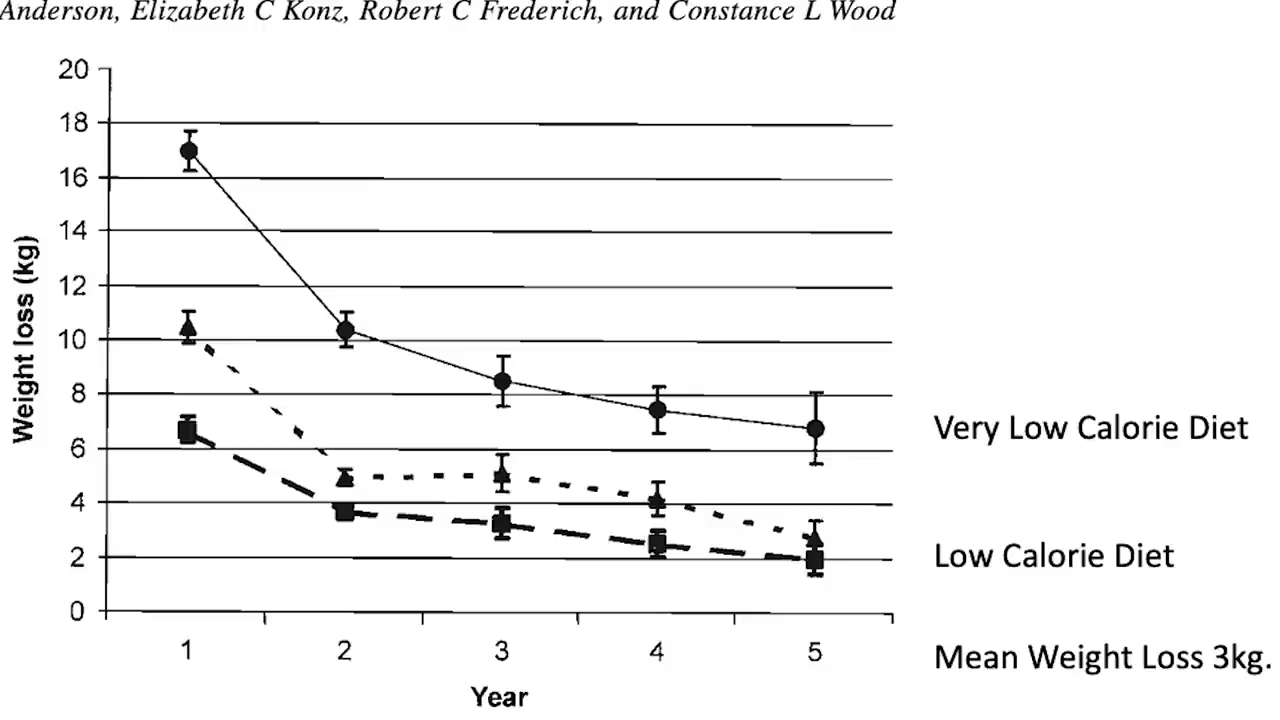 Anderson, Elizabeth C Konz, Robert C Frederich, and Constance L Wood
20
18
16
14
12
10
8
6
4
2
0
Weight loss (kg)
1 2 3 4 5
Year
Very Low Calorie Diet
Low Calorie Diet
Mean Weight Loss 3kg.